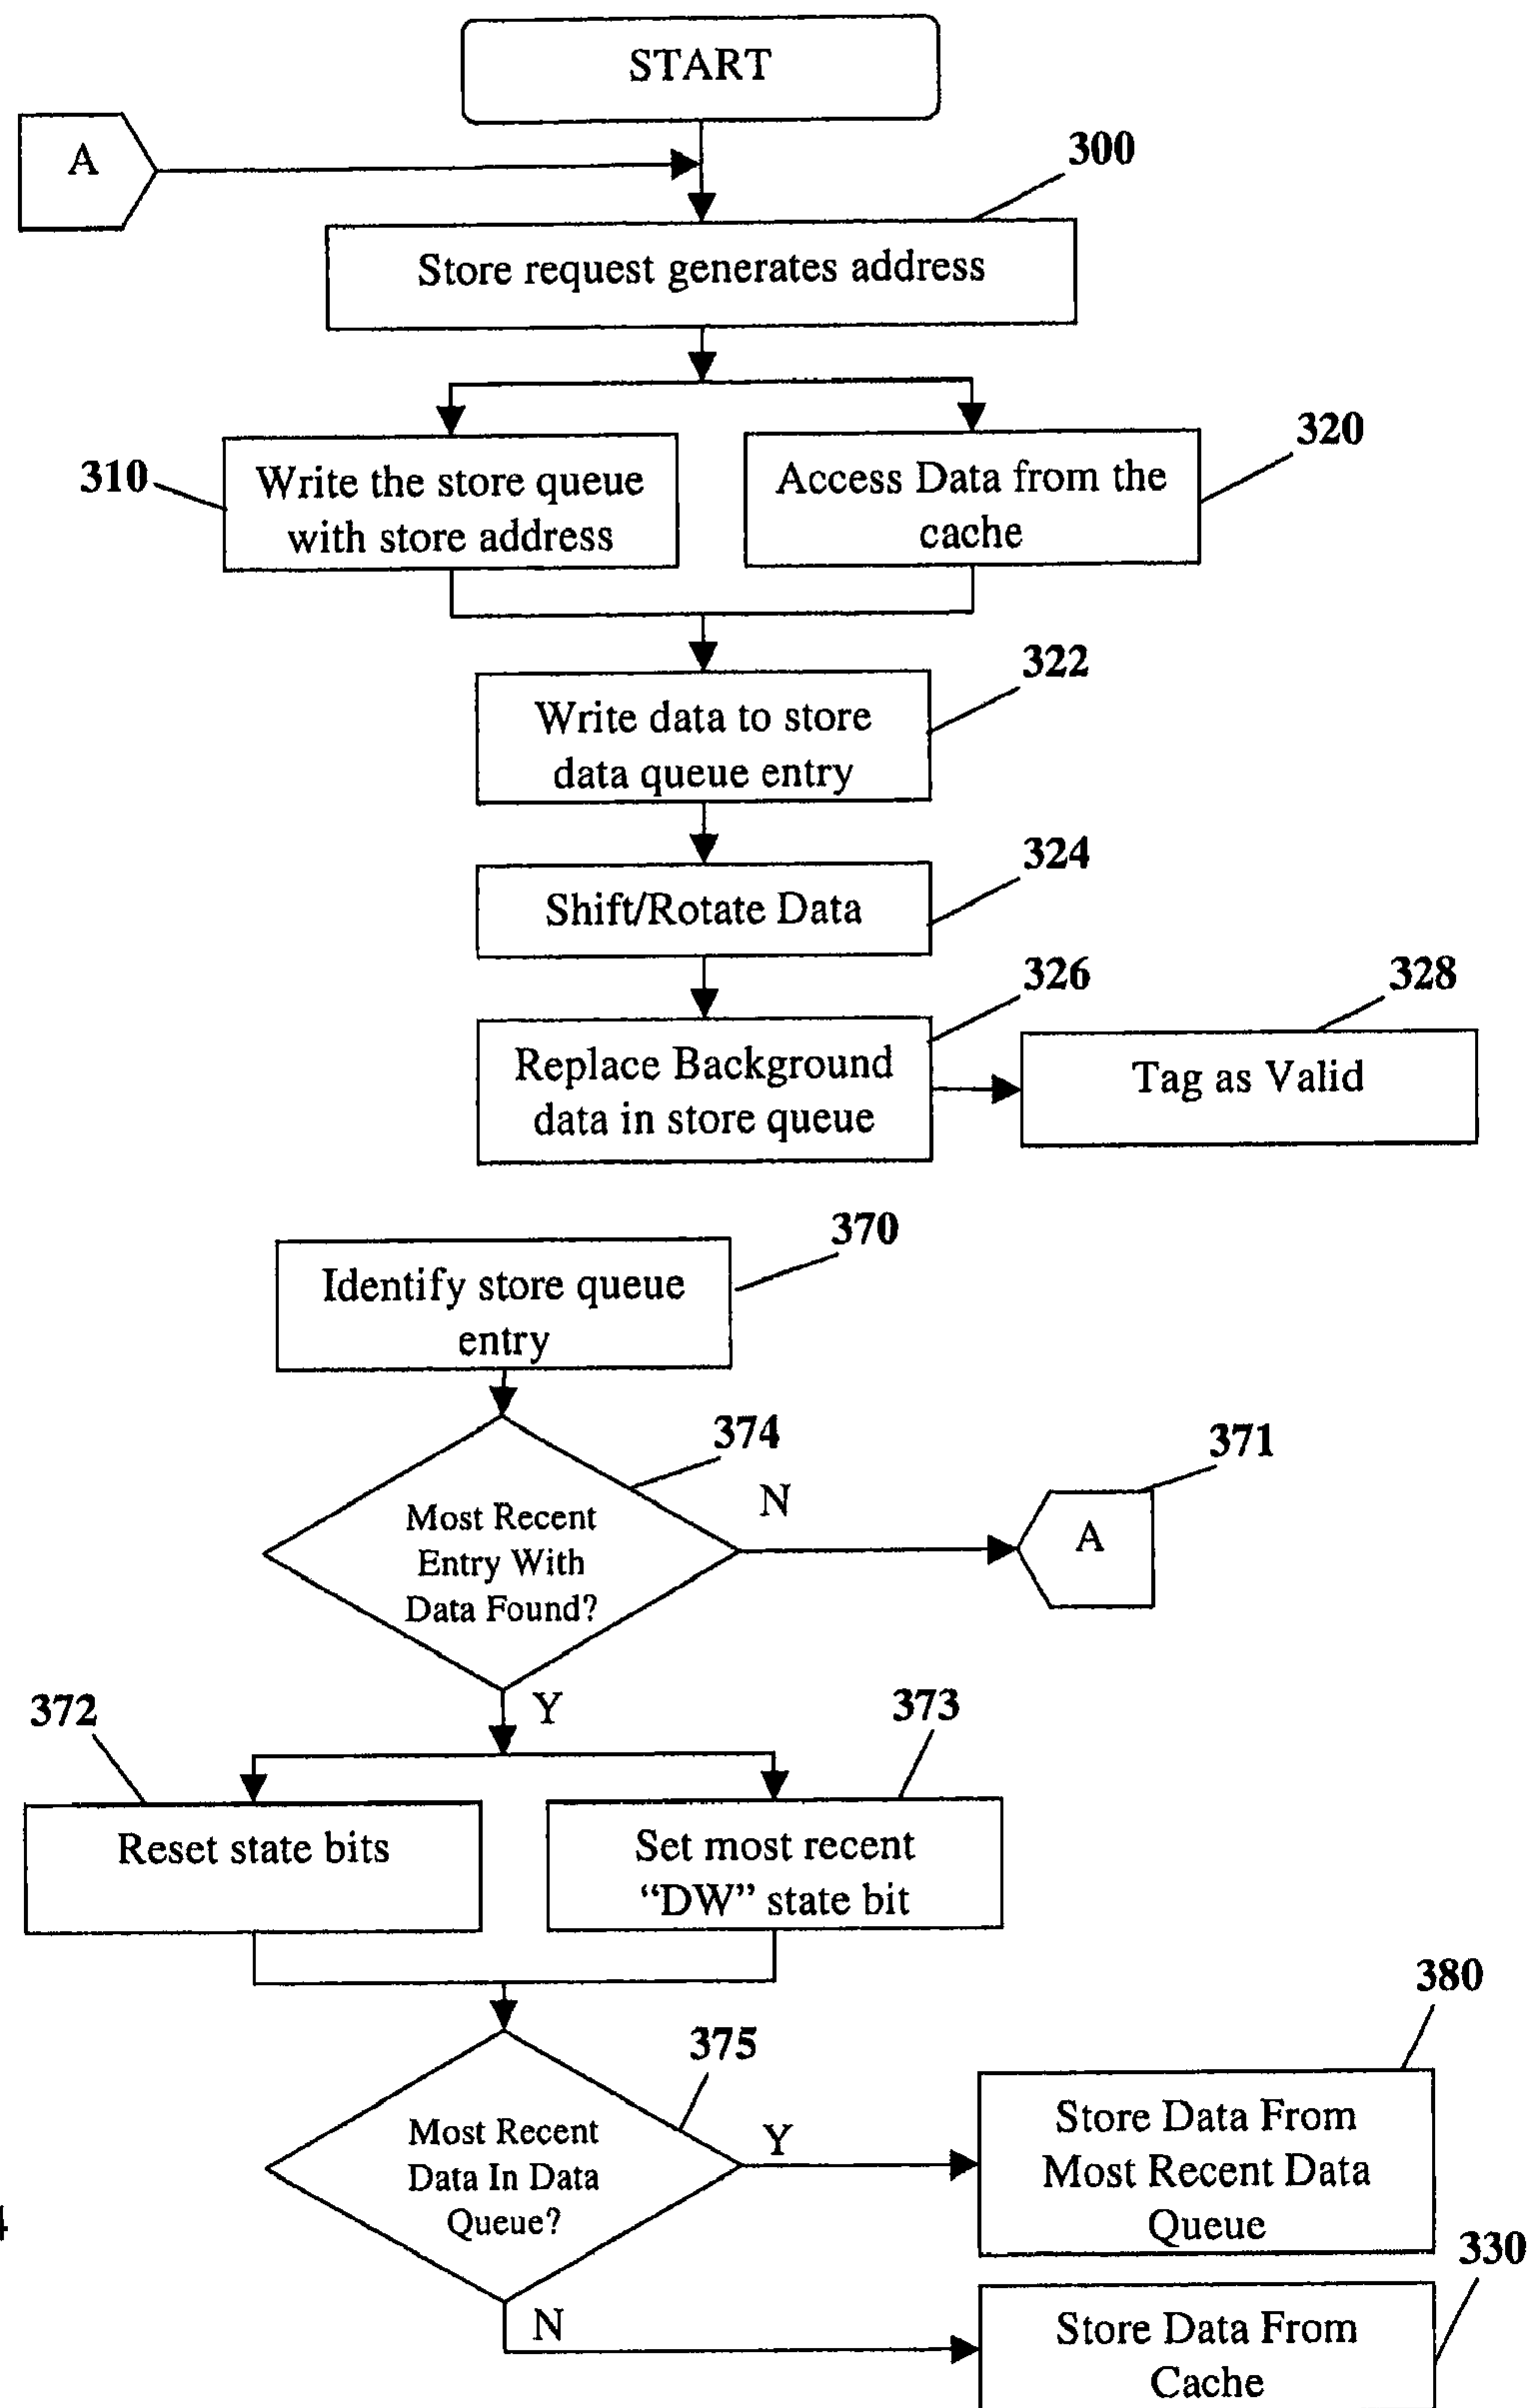 START
A
300
Store request generates address
310
Write the store queue
with store address
Access Data from the
cache
320
322
Write data to store
data queue entry
324
Shift/Rotate Data
326
Replace Background
data in store queue
328
Tag as Valid
370
Identify store queue
entry
374
Most Recent
Entry With
Data Found?
N
371
A
Y
372
Reset state bits
373
Set most recent
“DW” state bit
375
Most Recent
Data In Data
Queue?
Y
380
Store Data From
Most Recent Data
Queue
4
N
330
Store Data From
Cache